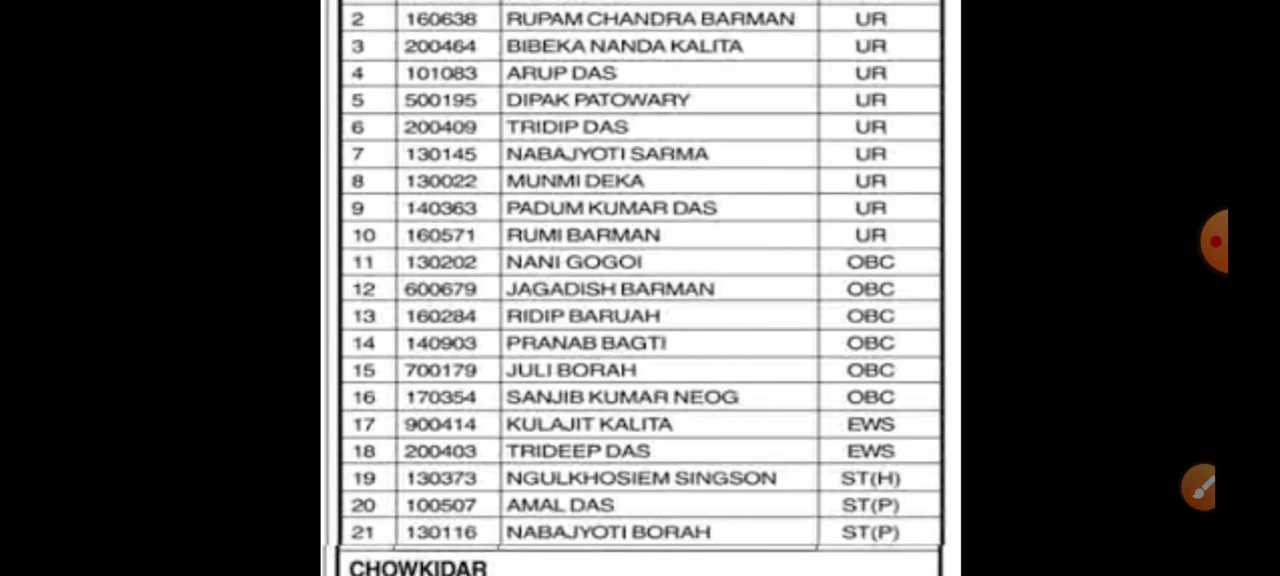 2 160638 RUPAM CHANDRA BARMAN UR
3 200464 BIBEKA NANDA KALITA UR
4 101083 ARUP DAS UR
5 500195 DIPAK PATOWARY UR
6 200409 TRIDIP DAS UR
7 130145 NABAJYOTI SARMA UR
8 130022 MUNMI DEKA UR
9 140363 PADUM KUMAR DAS UR
10 160571 RUMI BARMAN UR
11 130202 NANI GOGOI OBC
12 600679 JAGADISH BARMAN OBC
13 160284 RIDIP BARUAH OBC
14 140903 PRANAB BAGTI OBC
15 700179 JULI BORAH OBC
16 170354 SANJIB KUMAR NEOG OBC
17 900414 KULAJIT KALITA EWS
18 200403 TRIDEEP DAS EWS
19 130373 NGULKHOSIEM SINGSON ST(H)
20 100507 AMAL DAS ST(P)
21 130116 NABAJYOTI BORAH ST(P)
CHOWKIDAR